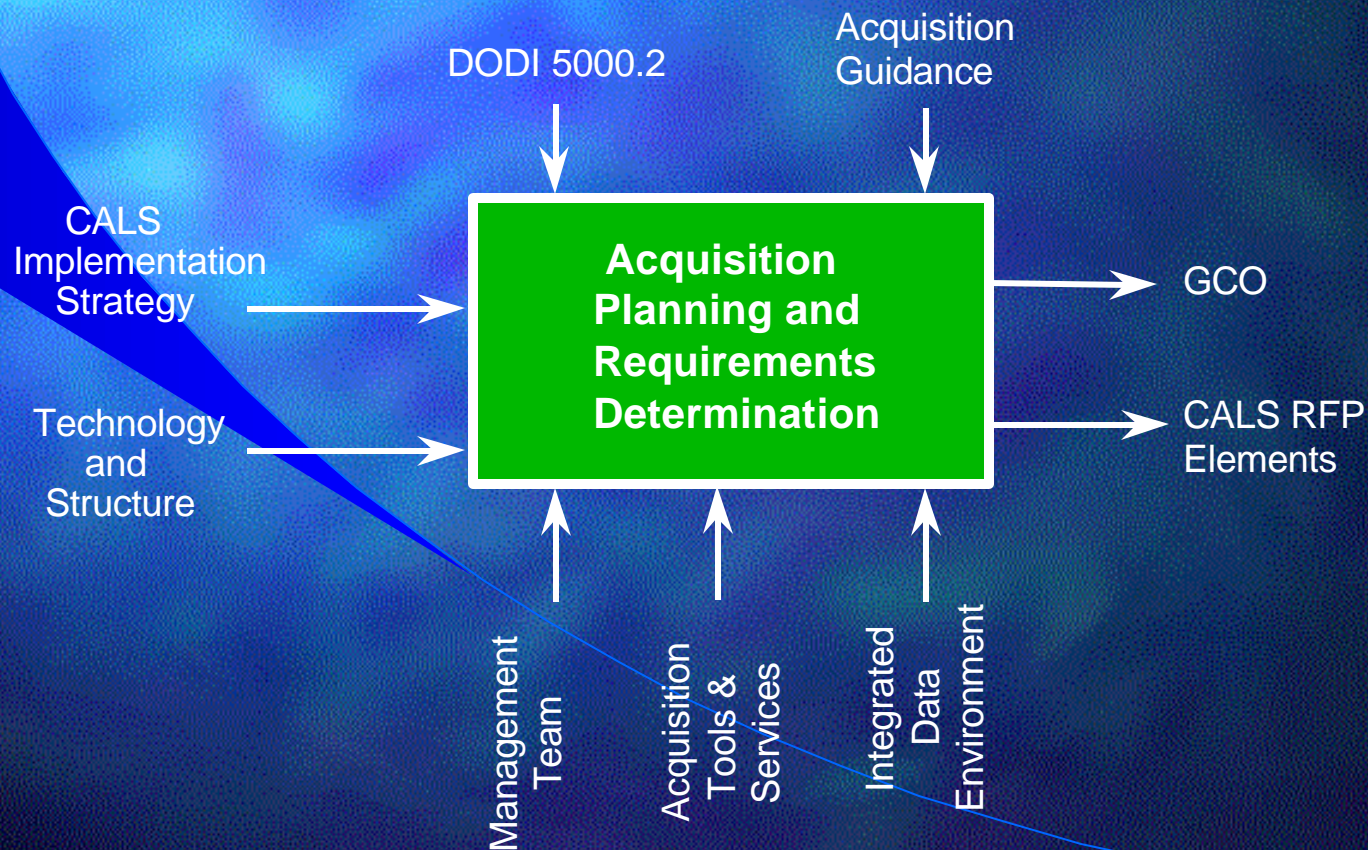 DODI 5000.2
Acquisition
Guidance
CALS
Implementation
Strategy
Technology
and
Structure
Acquisition
Planning and
Requirements
Determination
GCO
CALS RFP
Elements
Management
Team
Acquisition
Tools &
Services
Integrated
Data
Environment